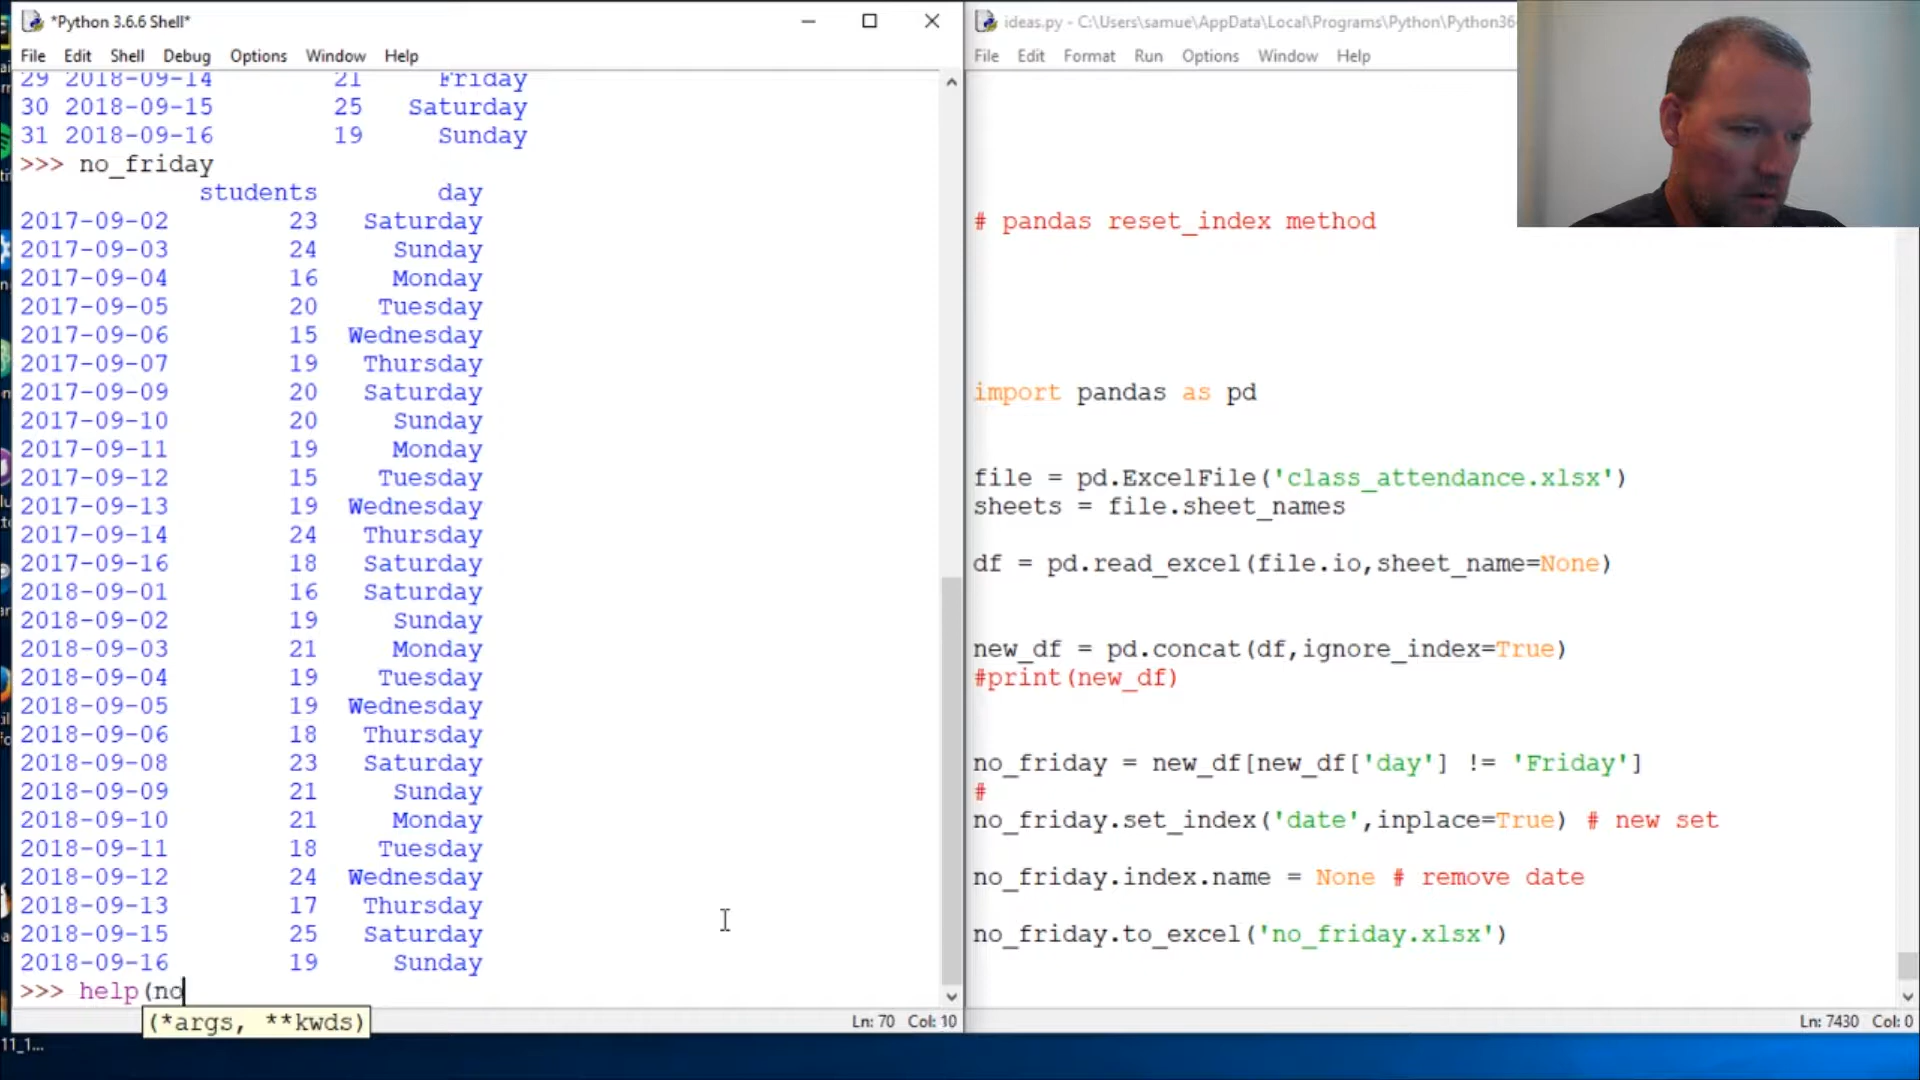 *Python 3.6.6 Shell*
File Edit Shell Debug Options Window Help
29 2018-09-14 21 Friday
30 2018-09-15 25 Saturday
31 2018-09-16 19 Sunday
>>> no_friday
students day
2017-09-02 23 Saturday
2017-09-03 24 Sunday
2017-09-04 16 Monday
2017-09-05 20 Tuesday
2017-09-06 15 Wednesday
2017-09-07 19 Thursday
2017-09-09 20 Saturday
2017-09-10 20 Sunday
2017-09-11 19 Monday
2017-09-12 15 Tuesday
2017-09-13 19 Wednesday
2017-09-14 24 Thursday
2017-09-16 18 Saturday
2018-09-01 16 Saturday
2018-09-02 19 Sunday
2018-09-03 21 Monday
2018-09-04 19 Tuesday
2018-09-05 19 Wednesday
2018-09-06 18 Thursday
2018-09-08 23 Saturday
2018-09-09 21 Sunday
2018-09-10 21 Monday
2018-09-11 18 Tuesday
2018-09-12 24 Wednesday
2018-09-13 17 Thursday
2018-09-15 25 Saturday
2018-09-16 19 Sunday
>>> help(no
(*args, **kwds)
Ln: 70 Col: 10
11_1...
ideas.py - C:\Users\samue\AppData\Local\Programs\Python\Python36
File Edit Format Run Options Window Help
# pandas reset_index method
import pandas as pd
file = pd.ExcelFile('class_attendance.xlsx')
sheets = file.sheet_names
df = pd.read_excel(file.io,sheet_name=None)
new_df = pd.concat(df,ignore_index=True)
#print(new_df)
no_friday = new_df[new_df['day'] != 'Friday']
#
no_friday.set_index('date',inplace=True) # new set
no_friday.index.name = None # remove date
no_friday.to_excel('no_friday.xlsx')
Ln: 7430 Col: 0